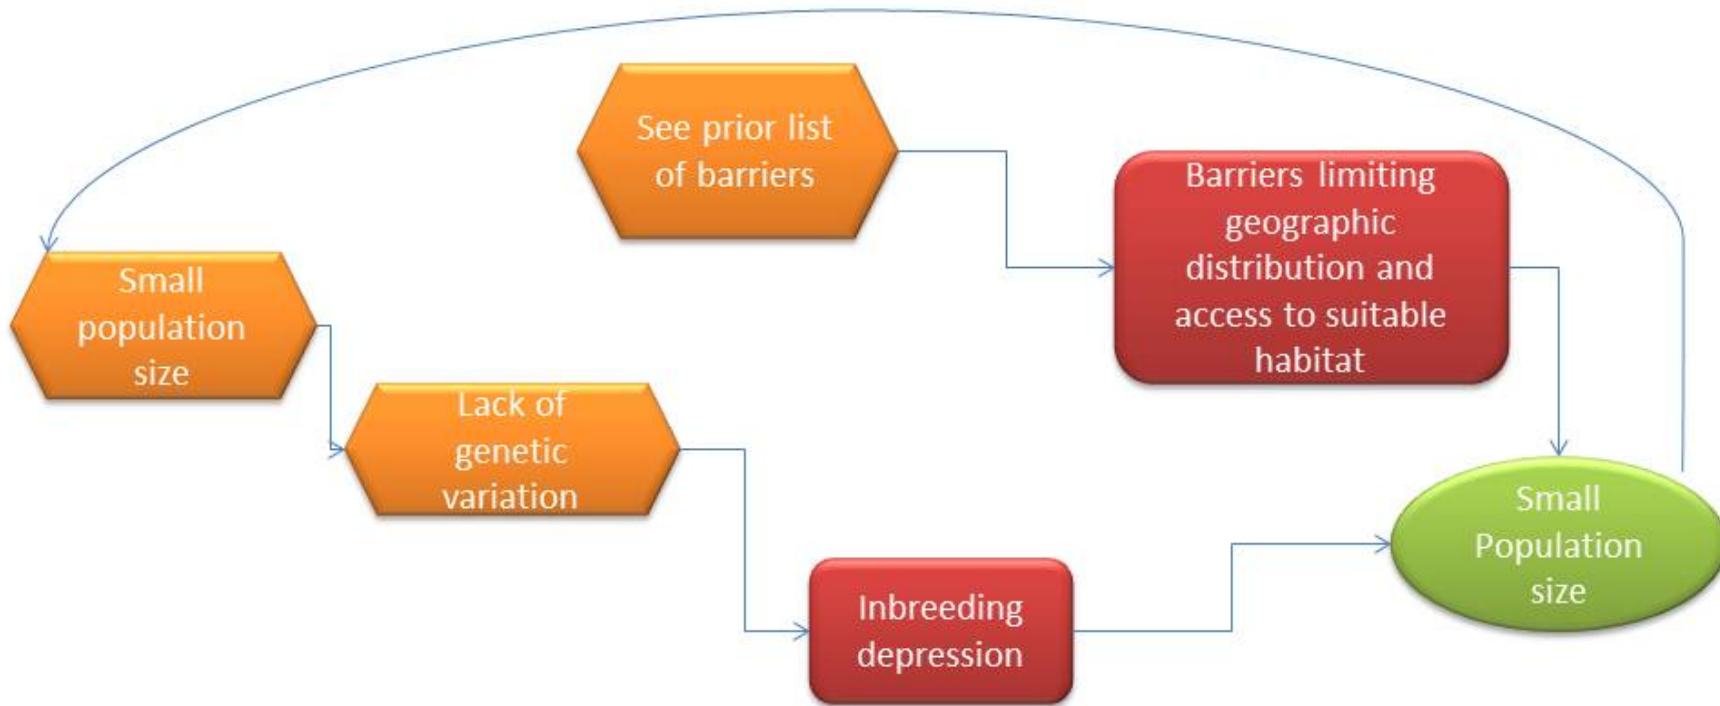 See prior list
of barriers
Barriers limiting
geographic
distribution and
access to suitable
habitat
Small
population
size
Lack of
genetic
variation
Small
Population
size
Inbreeding
depression